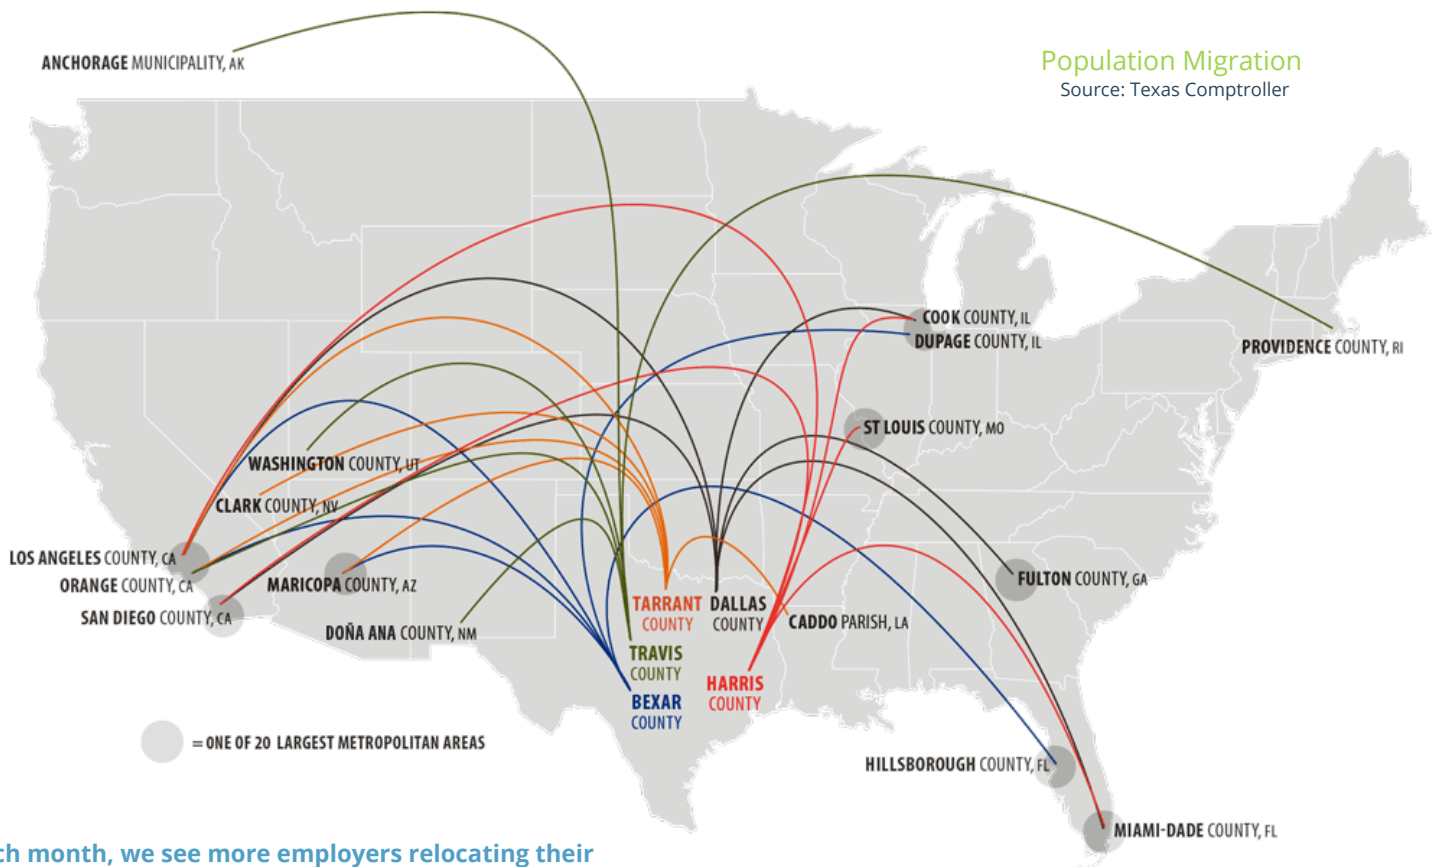 Population Migration
Source: Texas Comptroller
ANCHORAGE MUNICIPALITY, AK
COOK COUNTY, IL
DUPAGE COUNTY, IL
PROVIDENCE COUNTY, RI
ST LOUIS COUNTY, MO
WASHINGTON COUNTY, UT
CLARK COUNTY, NV
LOS ANGELES COUNTY, CA
ORANGE COUNTY, CA
MARICOPA COUNTY, AZ
SAN DIEGO COUNTY, CA
DOÑA ANA COUNTY, NM
TARRANT
COUNTY
DALLAS
COUNTY
CADDO PARISH, LA
FULTON COUNTY, GA
TRAVIS
COUNTY
HARRIS
COUNTY
BEXAR
COUNTY
= ONE OF 20 LARGEST METROPOLITAN AREAS
HILLSBOROUGH COUNTY, FL
MIAMI-DADE COUNTY, FL
month, we see more employers relocating their